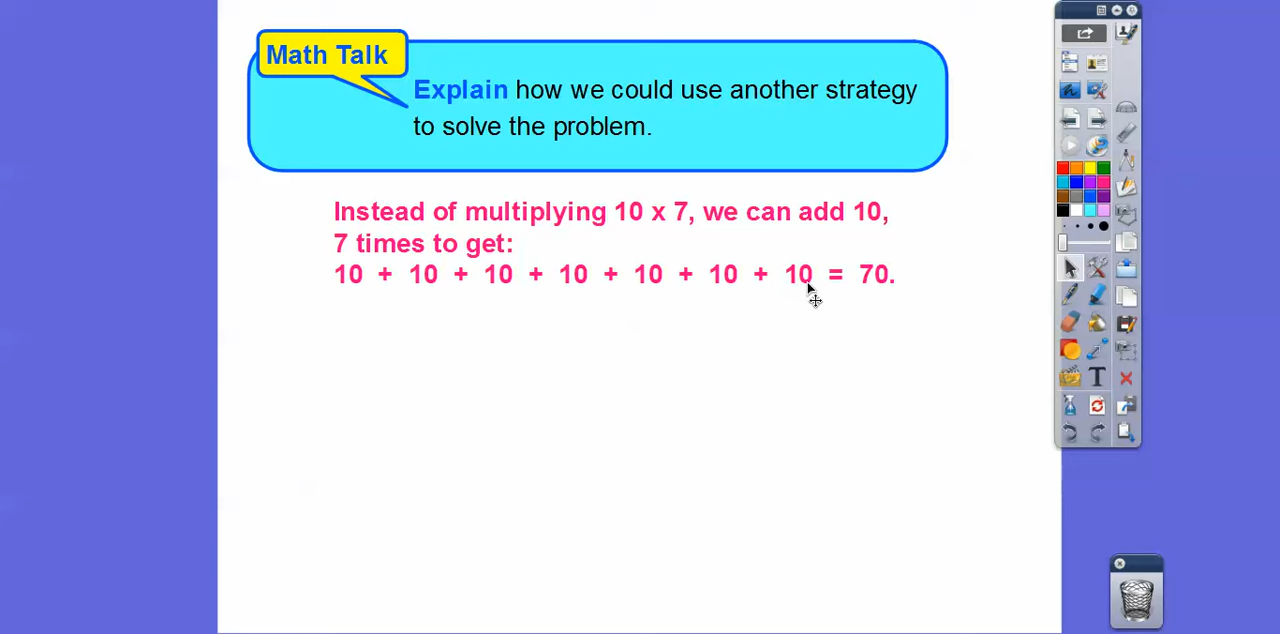 Math Talk
Explain how we could use another strategy
to solve the problem.
Instead of multiplying 10 x 7, we can add 10,
7 times to get:
10 + 10 + 10 + 10 + 10 + 10 + 10 = 70.